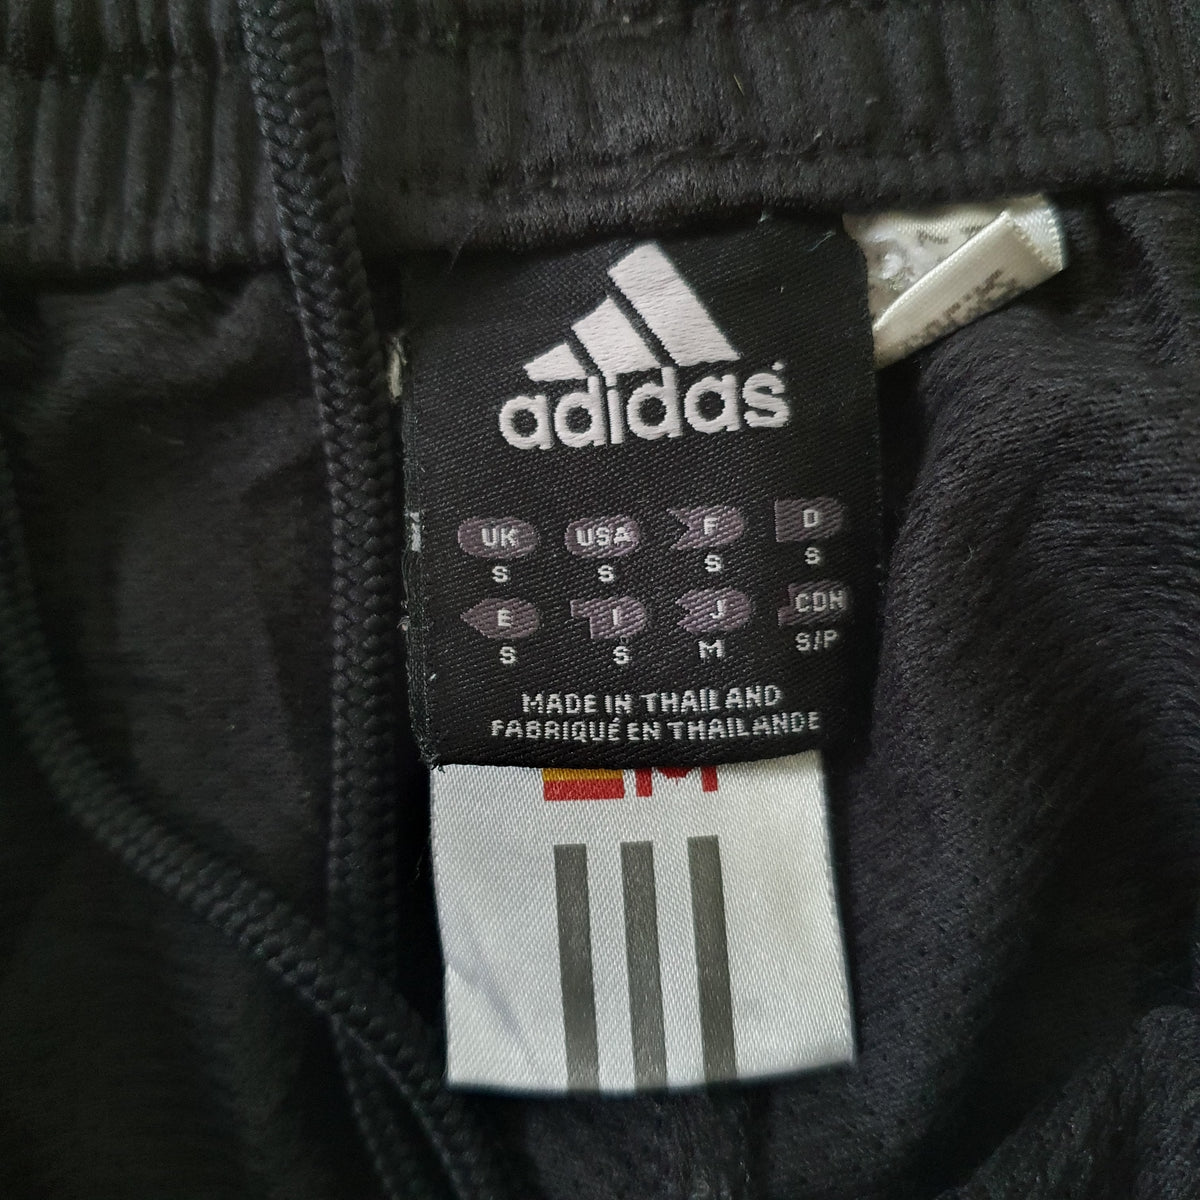 adidas
UK USA F D
S S S S
E I J CDN
S S M S/P
MADE IN THAILAND
FABRIQUÉ EN THAILANDE
M